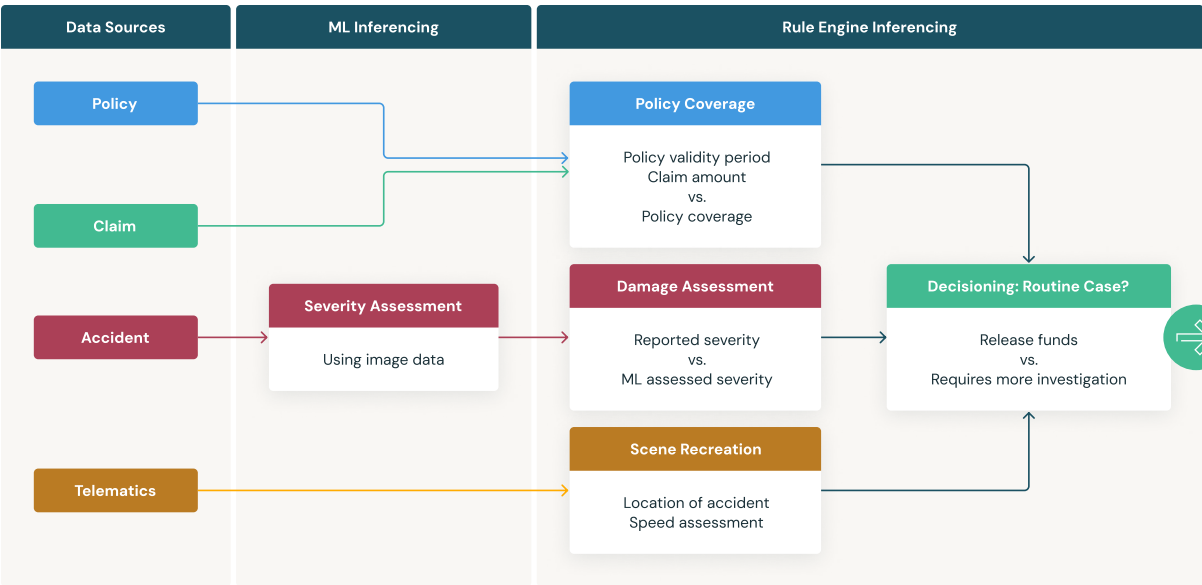 Data Sources
ML Inferencing
Rule Engine Inferencing
Policy
Claim
Accident
Telematics
Severity Assessment
Using image data
Policy Coverage
Policy validity period
Claim amount
vs.
Policy coverage
Damage Assessment
Reported severity
vs.
ML assessed severity
Scene Recreation
Location of accident
Speed assessment
Decisioning: Routine Case?
Release funds
vs.
Requires more investigation